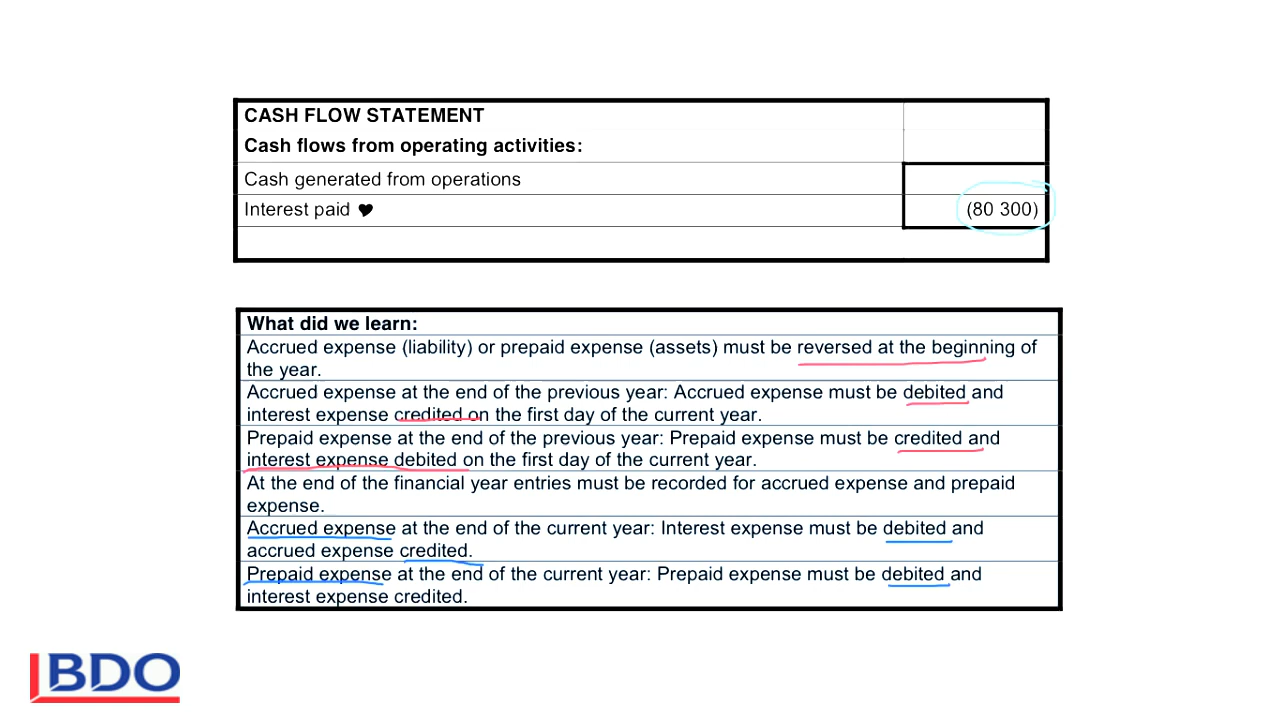 CASH FLOW STATEMENT
Cash flows from operating activities:
Cash generated from operations
Interest paid ♥ (80 300)
What did we learn:
Accrued expense (liability) or prepaid expense (assets) must be reversed at the beginning of
the year.
Accrued expense at the end of the previous year: Accrued expense must be debited and
interest expense credited on the first day of the current year.
Prepaid expense at the end of the previous year: Prepaid expense must be credited and
interest expense debited on the first day of the current year.
At the end of the financial year entries must be recorded for accrued expense and prepaid
expense.
Accrued expense at the end of the current year: Interest expense must be debited and
accrued expense credited.
Prepaid expense at the end of the current year: Prepaid expense must be debited and
interest expense credited.
BDO